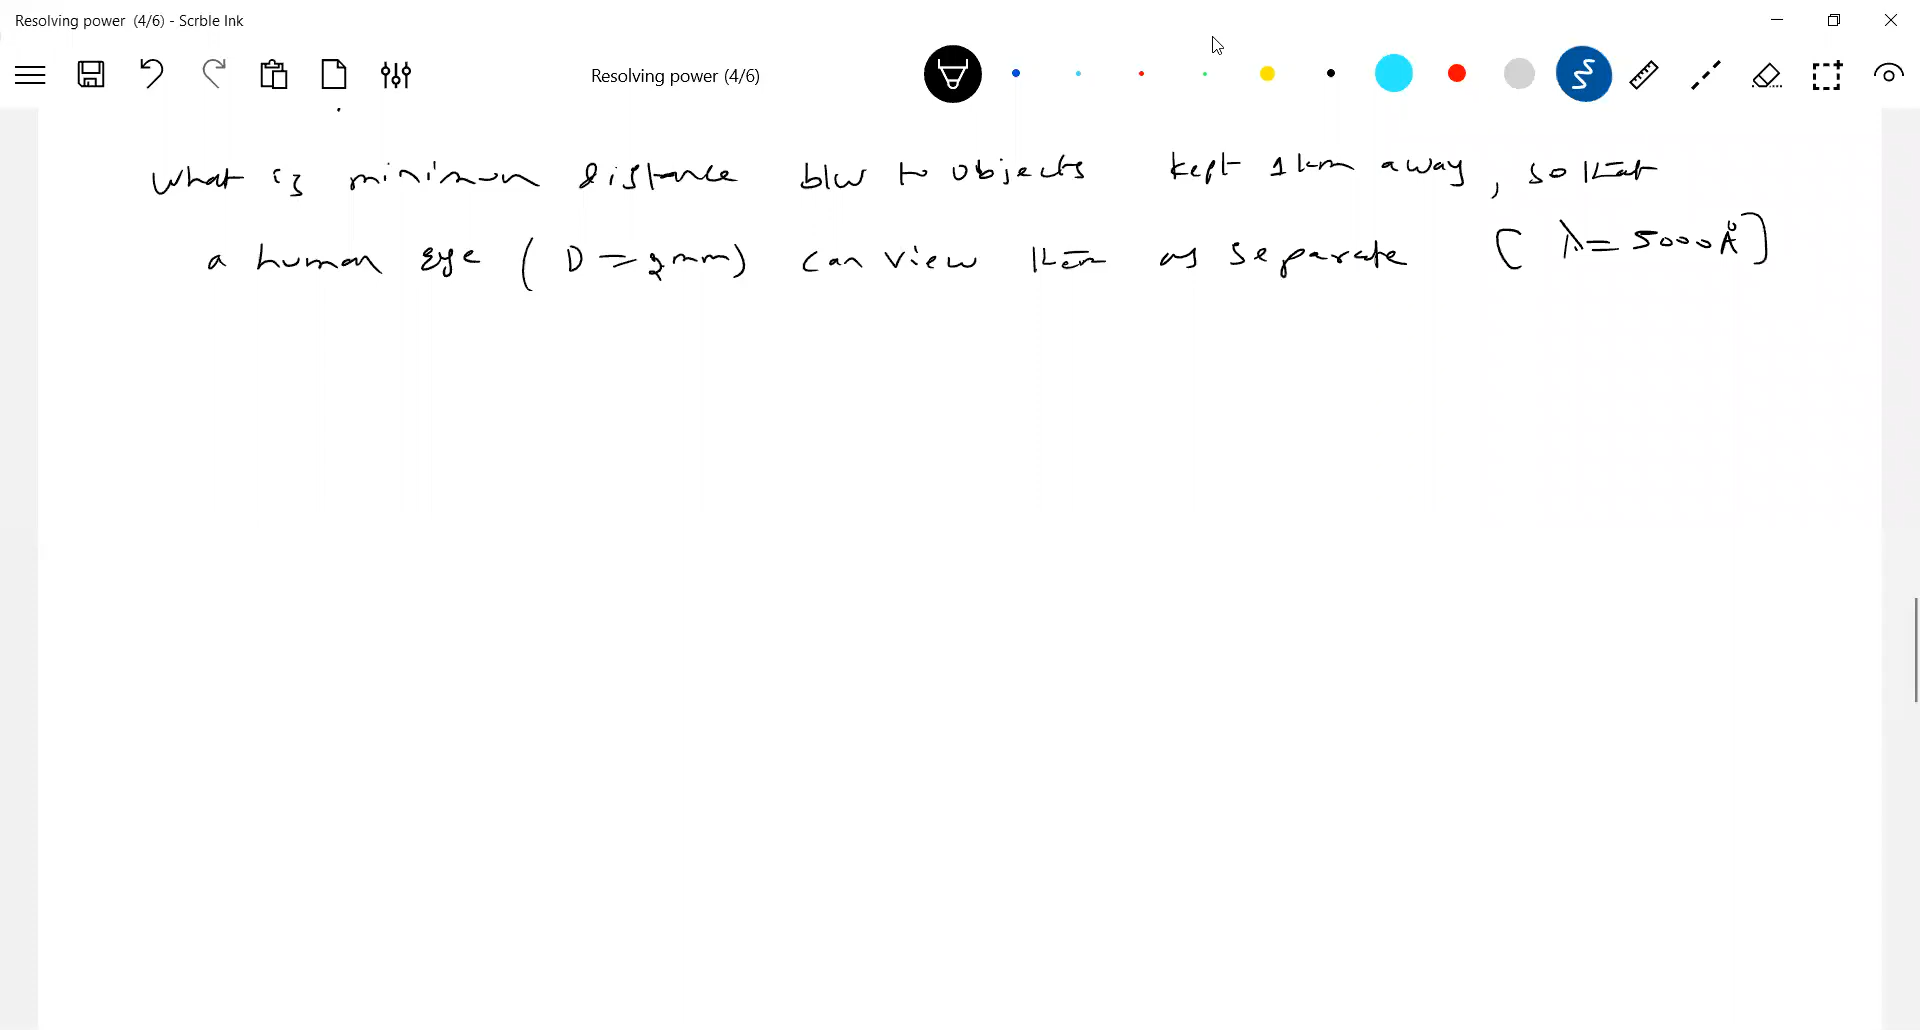 Resolving power (4/6) - Scrble Ink
Resolving power (4/6)
What is minimum distance b/w to objects kept 1 km away, so that
a human eye ( D = 2mm) can view them as separate [ λ = 5000 Å ]